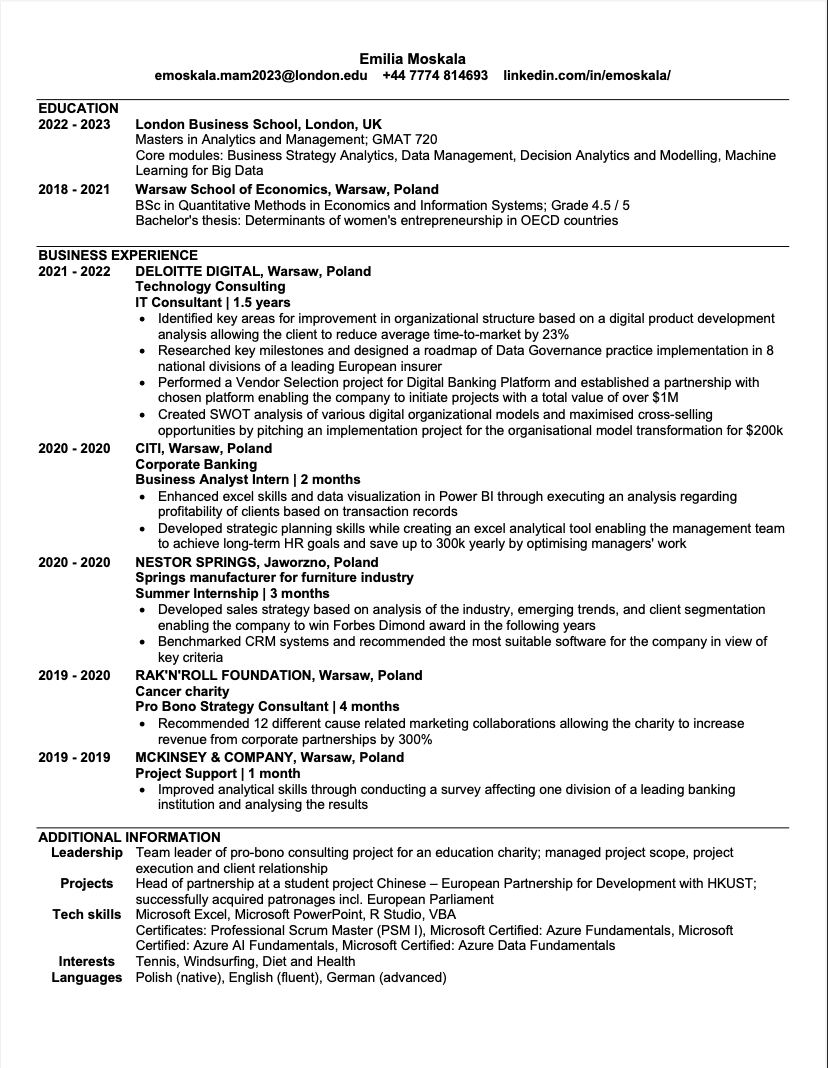 Emilia Moskala
emoskala.mam2023@london.edu +44 7774 814693 linkedin.com/in/emoskala/
EDUCATION
2022 - 2023 London Business School, London, UK
Masters in Analytics and Management; GMAT 720
Core modules: Business Strategy Analytics, Data Management, Decision Analytics and Modelling, Machine
Learning for Big Data
2018 - 2021 Warsaw School of Economics, Warsaw, Poland
BSc in Quantitative Methods in Economics and Information Systems; Grade 4.5 / 5
Bachelor's thesis: Determinants of women's entrepreneurship in OECD countries
BUSINESS EXPERIENCE
2021 - 2022 DELOITTE DIGITAL, Warsaw, Poland
Technology Consulting
IT Consultant | 1.5 years
• Identified key areas for improvement in organizational structure based on a digital product development
analysis allowing the client to reduce average time-to-market by 23%
• Researched key milestones and designed a roadmap of Data Governance practice implementation in 8
national divisions of a leading European insurer
• Performed a Vendor Selection project for Digital Banking Platform and established a partnership with
chosen platform enabling the company to initiate projects with a total value of over $1M
• Created SWOT analysis of various digital organizational models and maximised cross-selling
opportunities by pitching an implementation project for the organisational model transformation for $200k
2020 - 2020 CITI, Warsaw, Poland
Corporate Banking
Business Analyst Intern | 2 months
• Enhanced excel skills and data visualization in Power BI through executing an analysis regarding
profitability of clients based on transaction records
• Developed strategic planning skills while creating an excel analytical tool enabling the management team
to achieve long-term HR goals and save up to 300k yearly by optimising managers' work
2020 - 2020 NESTOR SPRINGS, Jaworzno, Poland
Springs manufacturer for furniture industry
Summer Internship | 3 months
• Developed sales strategy based on analysis of the industry, emerging trends, and client segmentation
enabling the company to win Forbes Dimond award in the following years
• Benchmarked CRM systems and recommended the most suitable software for the company in view of
key criteria
2019 - 2020 RAK'N'ROLL FOUNDATION, Warsaw, Poland
Cancer charity
Pro Bono Strategy Consultant | 4 months
• Recommended 12 different cause related marketing collaborations allowing the charity to increase
revenue from corporate partnerships by 300%
2019 - 2019 MCKINSEY & COMPANY, Warsaw, Poland
Project Support | 1 month
• Improved analytical skills through conducting a survey affecting one division of a leading banking
institution and analysing the results
ADDITIONAL INFORMATION
Leadership Team leader of pro-bono consulting project for an education charity; managed project scope, project
execution and client relationship
Projects Head of partnership at a student project Chinese – European Partnership for Development with HKUST;
successfully acquired patronages incl. European Parliament
Tech skills Microsoft Excel, Microsoft PowerPoint, R Studio, VBA
Certificates: Professional Scrum Master (PSM I), Microsoft Certified: Azure Fundamentals, Microsoft
Certified: Azure AI Fundamentals, Microsoft Certified: Azure Data Fundamentals
Interests Tennis, Windsurfing, Diet and Health
Languages Polish (native), English (fluent), German (advanced)